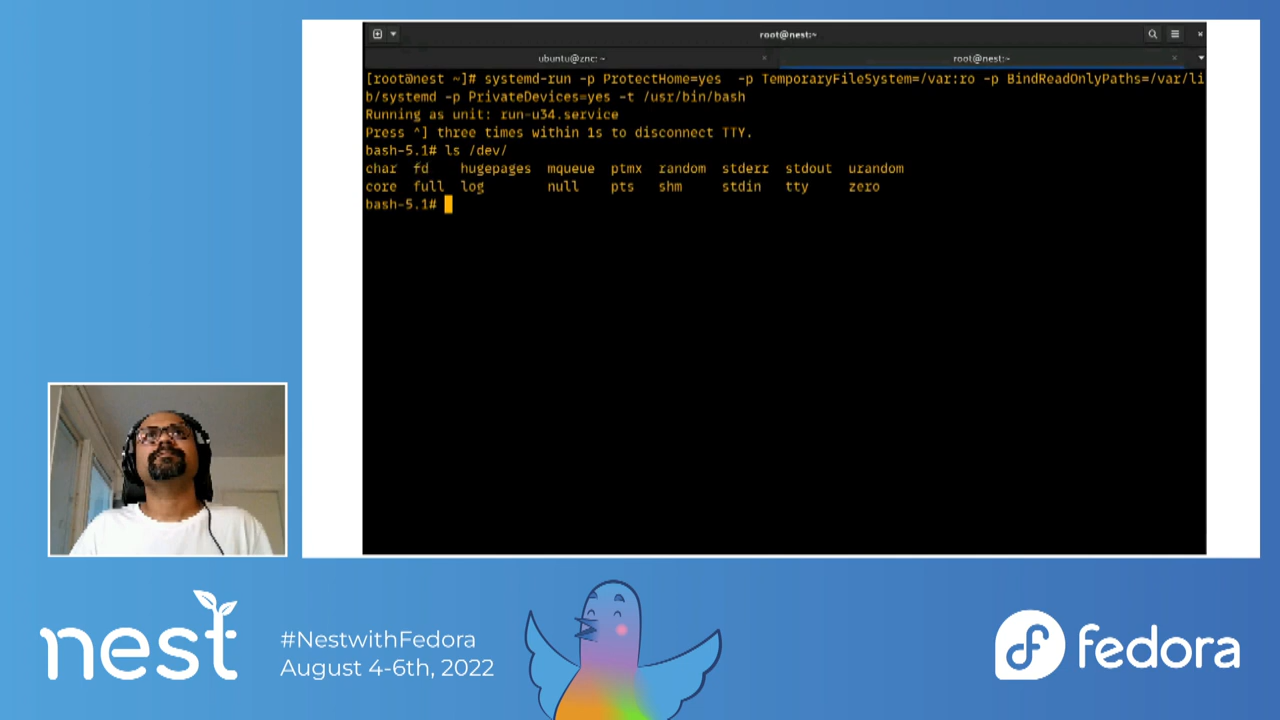 root@nest:~
ubuntu@znc: ~
root@nest:~
[root@nest ~]# systemd-run -p ProtectHome=yes  -p TemporaryFileSystem=/var:ro -p BindReadOnlyPaths=/var/li
b/systemd -p PrivateDevices=yes -t /usr/bin/bash
Running as unit: run-u34.service
Press ^] three times within 1s to disconnect TTY.
bash-5.1# ls /dev/
char  fd    hugepages  mqueue  ptmx  random  stderr  stdout  urandom
core  full  log        null    pts   shm     stdin   tty     zero
bash-5.1#
nest
#NestwithFedora
August 4-6th, 2022
fedora